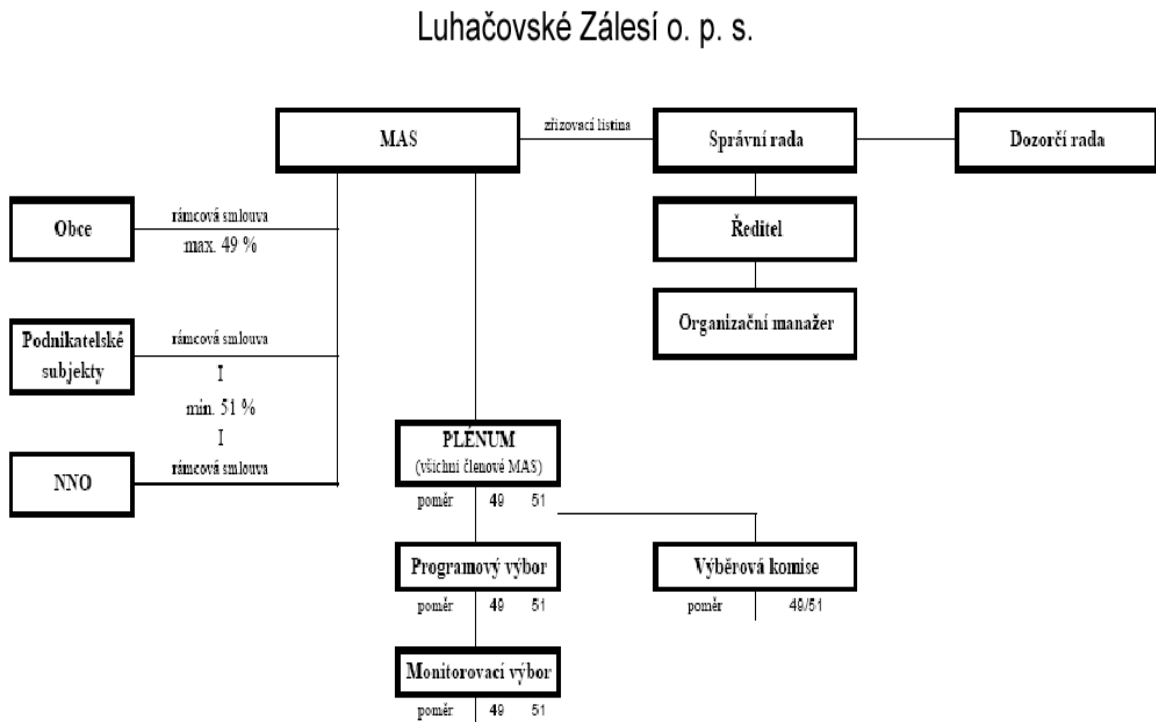 Luhačovské Zálesí o. p. s.
MAS
zřizovací listina
Správní rada
Dozorčí rada
Obce
rámcová smlouva
max. 49 %
Ředitel
Organizační manažer
Podnikatelské
subjekty
rámcová smlouva
I
min. 51 %
I
rámcová smlouva
NNO
PLÉNUM
(všichni členové MAS)
poměr 49 51
Programový výbor
poměr 49 51
Výběrová komise
poměr 49/51
Monitorovací výbor
poměr 49 51